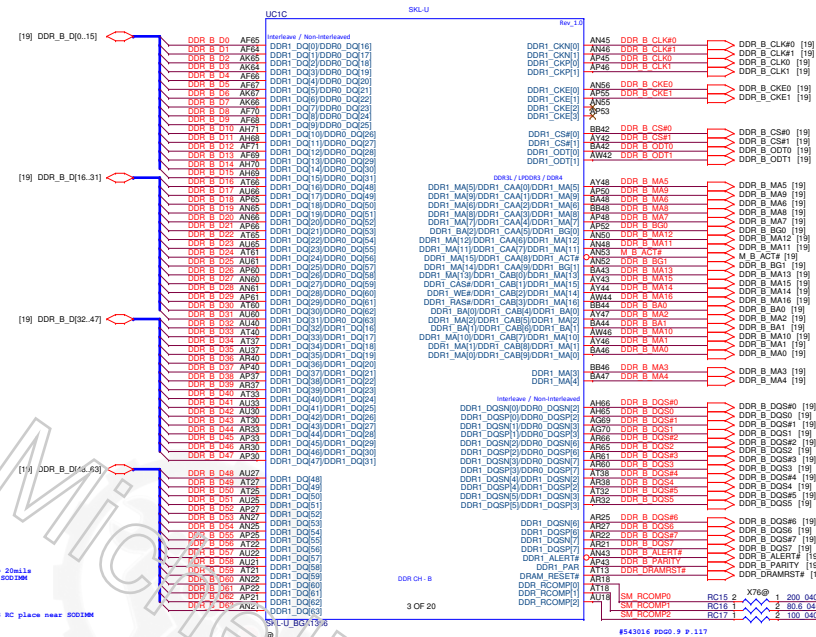 UC1C
SKL-U
Rev_1.0
Interleave / Non-Interleaved
[19] DDR_B_D[0..15]
[19] DDR_B_D[16..31]
[19] DDR_B_D[32..47]
[19] DDR_B_D[48..63]
DDR_B_D0 AF65 DDR1_DQ[0]/DDR0_DQ[16]
DDR_B_D1 AF64 DDR1_DQ[1]/DDR0_DQ[17]
DDR_B_D2 AK65 DDR1_DQ[2]/DDR0_DQ[18]
DDR_B_D3 AK64 DDR1_DQ[3]/DDR0_DQ[19]
DDR_B_D4 AF66 DDR1_DQ[4]/DDR0_DQ[20]
DDR_B_D5 AF67 DDR1_DQ[5]/DDR0_DQ[21]
DDR_B_D6 AK67 DDR1_DQ[6]/DDR0_DQ[22]
DDR_B_D7 AK66 DDR1_DQ[7]/DDR0_DQ[23]
DDR_B_D8 AF70 DDR1_DQ[8]/DDR0_DQ[24]
DDR_B_D9 AF68 DDR1_DQ[9]/DDR0_DQ[25]
DDR_B_D10 AH71 DDR1_DQ[10]/DDR0_DQ[26]
DDR_B_D11 AH68 DDR1_DQ[11]/DDR0_DQ[27]
DDR_B_D12 AF71 DDR1_DQ[12]/DDR0_DQ[28]
DDR_B_D13 AF69 DDR1_DQ[13]/DDR0_DQ[29]
DDR_B_D14 AH70 DDR1_DQ[14]/DDR0_DQ[30]
DDR_B_D15 AH69 DDR1_DQ[15]/DDR0_DQ[31]
DDR_B_D16 AT66 DDR1_DQ[16]/DDR0_DQ[48]
DDR_B_D17 AU66 DDR1_DQ[17]/DDR0_DQ[49]
DDR_B_D18 AP65 DDR1_DQ[18]/DDR0_DQ[50]
DDR_B_D19 AN65 DDR1_DQ[19]/DDR0_DQ[51]
DDR_B_D20 AN66 DDR1_DQ[20]/DDR0_DQ[52]
DDR_B_D21 AP66 DDR1_DQ[21]/DDR0_DQ[53]
DDR_B_D22 AT65 DDR1_DQ[22]/DDR0_DQ[54]
DDR_B_D23 AU65 DDR1_DQ[23]/DDR0_DQ[55]
DDR_B_D24 AT61 DDR1_DQ[24]/DDR0_DQ[56]
DDR_B_D25 AU61 DDR1_DQ[25]/DDR0_DQ[57]
DDR_B_D26 AP60 DDR1_DQ[26]/DDR0_DQ[58]
DDR_B_D27 AN60 DDR1_DQ[27]/DDR0_DQ[59]
DDR_B_D28 AN61 DDR1_DQ[28]/DDR0_DQ[60]
DDR_B_D29 AP61 DDR1_DQ[29]/DDR0_DQ[61]
DDR_B_D30 AT60 DDR1_DQ[30]/DDR0_DQ[62]
DDR_B_D31 AU60 DDR1_DQ[31]/DDR0_DQ[63]
DDR_B_D32 AU40 DDR1_DQ[32]/DDR1_DQ[16]
DDR_B_D33 AT40 DDR1_DQ[33]/DDR1_DQ[17]
DDR_B_D34 AT37 DDR1_DQ[34]/DDR1_DQ[18]
DDR_B_D35 AU37 DDR1_DQ[35]/DDR1_DQ[19]
DDR_B_D36 AR40 DDR1_DQ[36]/DDR1_DQ[20]
DDR_B_D37 AP40 DDR1_DQ[37]/DDR1_DQ[21]
DDR_B_D38 AP37 DDR1_DQ[38]/DDR1_DQ[22]
DDR_B_D39 AR37 DDR1_DQ[39]/DDR1_DQ[23]
DDR_B_D40 AT33 DDR1_DQ[40]/DDR1_DQ[24]
DDR_B_D41 AU33 DDR1_DQ[41]/DDR1_DQ[25]
DDR_B_D42 AU30 DDR1_DQ[42]/DDR1_DQ[26]
DDR_B_D43 AT30 DDR1_DQ[43]/DDR1_DQ[27]
DDR_B_D44 AR33 DDR1_DQ[44]/DDR1_DQ[28]
DDR_B_D45 AP33 DDR1_DQ[45]/DDR1_DQ[29]
DDR_B_D46 AR30 DDR1_DQ[46]/DDR1_DQ[30]
DDR_B_D47 AP30 DDR1_DQ[47]/DDR1_DQ[31]
DDR_B_D48 AU27 DDR1_DQ[48]
DDR_B_D49 AT27 DDR1_DQ[49]
DDR_B_D50 AT25 DDR1_DQ[50]
DDR_B_D51 AU25 DDR1_DQ[51]
DDR_B_D52 AP27 DDR1_DQ[52]
DDR_B_D53 AN27 DDR1_DQ[53]
DDR_B_D54 AN25 DDR1_DQ[54]
DDR_B_D55 AP25 DDR1_DQ[55]
DDR_B_D56 AT22 DDR1_DQ[56]
DDR_B_D57 AU22 DDR1_DQ[57]
DDR_B_D58 AU21 DDR1_DQ[58]
DDR_B_D59 AT21 DDR1_DQ[59]
DDR_B_D60 AN22 DDR1_DQ[60]
DDR_B_D61 AP22 DDR1_DQ[61]
DDR_B_D62 AP21 DDR1_DQ[62]
DDR_B_D63 AN21 DDR1_DQ[63]
DDR1_CKN[0] AN45 DDR_B_CLK#0 DDR_B_CLK#0 [19]
DDR1_CKN[1] AN46 DDR_B_CLK#1 DDR_B_CLK#1 [19]
DDR1_CKP[0] AP45 DDR_B_CLK0 DDR_B_CLK0 [19]
DDR1_CKP[1] AP46 DDR_B_CLK1 DDR_B_CLK1 [19]
DDR1_CKE[0] AN56 DDR_B_CKE0 DDR_B_CKE0 [19]
DDR1_CKE[1] AP55 DDR_B_CKE1 DDR_B_CKE1 [19]
DDR1_CKE[2] AN55
DDR1_CKE[3] AP53
DDR1_CS#[0] BB42 DDR_B_CS#0 DDR_B_CS#0 [19]
DDR1_CS#[1] AY42 DDR_B_CS#1 DDR_B_CS#1 [19]
DDR1_ODT[0] BA42 DDR_B_ODT0 DDR_B_ODT0 [19]
DDR1_ODT[1] AW42 DDR_B_ODT1 DDR_B_ODT1 [19]
DDR3L / LPDDR3 / DDR4
DDR1_MA[5]/DDR1_CAA[0]/DDR1_MA[5] AY48 DDR_B_MA5 DDR_B_MA5 [19]
DDR1_MA[9]/DDR1_CAA[1]/DDR1_MA[9] AP50 DDR_B_MA9 DDR_B_MA9 [19]
DDR1_MA[6]/DDR1_CAA[2]/DDR1_MA[6] BA48 DDR_B_MA6 DDR_B_MA6 [19]
DDR1_MA[8]/DDR1_CAA[3]/DDR1_MA[8] BB48 DDR_B_MA8 DDR_B_MA8 [19]
DDR1_MA[7]/DDR1_CAA[4]/DDR1_MA[7] AP48 DDR_B_MA7 DDR_B_MA7 [19]
DDR1_BA[2]/DDR1_CAA[5]/DDR1_BG[0] AP52 DDR_B_BG0 DDR_B_BG0 [19]
DDR1_MA[12]/DDR1_CAA[6]/DDR1_MA[12] AN50 DDR_B_MA12 DDR_B_MA12 [19]
DDR1_MA[11]/DDR1_CAA[7]/DDR1_MA[11] AN48 DDR_B_MA11 DDR_B_MA11 [19]
DDR1_MA[15]/DDR1_CAA[8]/DDR1_ACT# AN53 M_B_ACT# M_B_ACT# [19]
DDR1_MA[14]/DDR1_CAA[9]/DDR1_BG[1] AN52 DDR_B_BG1 DDR_B_BG1 [19]
DDR1_MA[13]/DDR1_CAB[0]/DDR1_MA[13] BA43 DDR_B_MA13 DDR_B_MA13 [19]
DDR1_CAS#/DDR1_CAB[1]/DDR1_MA[15] AY43 DDR_B_MA15 DDR_B_MA15 [19]
DDR1_WE#/DDR1_CAB[2]/DDR1_MA[14] AY44 DDR_B_MA14 DDR_B_MA14 [19]
DDR1_RAS#/DDR1_CAB[3]/DDR1_MA[16] AW44 DDR_B_MA16 DDR_B_MA16 [19]
DDR1_BA[0]/DDR1_CAB[4]/DDR1_BA[0] BB44 DDR_B_BA0 DDR_B_BA0 [19]
DDR1_MA[2]/DDR1_CAB[5]/DDR1_MA[2] AY47 DDR_B_MA2 DDR_B_MA2 [19]
DDR1_BA[1]/DDR1_CAB[6]/DDR1_BA[1] BA44 DDR_B_BA1 DDR_B_BA1 [19]
DDR1_MA[10]/DDR1_CAB[7]/DDR1_MA[10] AW46 DDR_B_MA10 DDR_B_MA10 [19]
DDR1_MA[1]/DDR1_CAB[8]/DDR1_MA[1] AY46 DDR_B_MA1 DDR_B_MA1 [19]
DDR1_MA[0]/DDR1_CAB[9]/DDR1_MA[0] BA46 DDR_B_MA0 DDR_B_MA0 [19]
DDR1_MA[3] BB46 DDR_B_MA3 DDR_B_MA3 [19]
DDR1_MA[4] BA47 DDR_B_MA4 DDR_B_MA4 [19]
Interleave / Non-Interleaved
DDR1_DQSN[0]/DDR0_DQSN[2] AH66 DDR_B_DQS#0 DDR_B_DQS#0 [19]
DDR1_DQSP[0]/DDR0_DQSP[2] AH65 DDR_B_DQS0 DDR_B_DQS0 [19]
DDR1_DQSN[1]/DDR0_DQSN[3] AG69 DDR_B_DQS#1 DDR_B_DQS#1 [19]
DDR1_DQSP[1]/DDR0_DQSP[3] AG70 DDR_B_DQS1 DDR_B_DQS1 [19]
DDR1_DQSN[2]/DDR0_DQSN[6] AR66 DDR_B_DQS#2 DDR_B_DQS#2 [19]
DDR1_DQSP[2]/DDR0_DQSP[6] AR65 DDR_B_DQS2 DDR_B_DQS2 [19]
DDR1_DQSN[3]/DDR0_DQSN[7] AR61 DDR_B_DQS#3 DDR_B_DQS#3 [19]
DDR1_DQSP[3]/DDR0_DQSP[7] AR60 DDR_B_DQS3 DDR_B_DQS3 [19]
DDR1_DQSN[4]/DDR1_DQSN[2] AT38 DDR_B_DQS#4 DDR_B_DQS#4 [19]
DDR1_DQSP[4]/DDR1_DQSP[2] AR38 DDR_B_DQS4 DDR_B_DQS4 [19]
DDR1_DQSN[5]/DDR1_DQSN[3] AT32 DDR_B_DQS#5 DDR_B_DQS#5 [19]
DDR1_DQSP[5]/DDR1_DQSP[3] AR32 DDR_B_DQS5 DDR_B_DQS5 [19]
DDR1_DQSN[6] AR25 DDR_B_DQS#6 DDR_B_DQS#6 [19]
DDR1_DQSP[6] AR27 DDR_B_DQS6 DDR_B_DQS6 [19]
DDR1_DQSN[7] AR22 DDR_B_DQS#7 DDR_B_DQS#7 [19]
DDR1_DQSP[7] AR21 DDR_B_DQS7 DDR_B_DQS7 [19]
DDR1_ALERT# AN43 DDR_B_ALERT# DDR_B_ALERT# [19
DDR1_PAR AP43 DDR_B_PARITY DDR_B_PARITY [19]
DRAM_RESET# AT13 DDR_DRAMRST# DDR_DRAMRST# [1
DDR_RCOMP[0] AR18 SM_RCOMP0 RC15 2 1 200_040
DDR_RCOMP[1] AT18 SM_RCOMP1 RC16 1 2 80.6_04
DDR_RCOMP[2] AU18 SM_RCOMP2 RC17 1 2 100_040
X76@
DDR CH - B
3 OF 20
SKL-U_BGA1356
@
20mils
SODIMM
RC place near SODIMM
#543016 PDG0.9 P.117